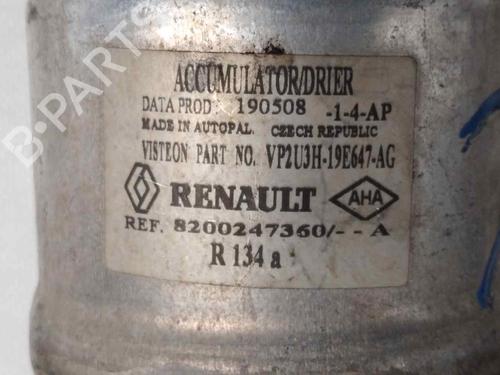 ACCUMULATOR/DRIER
DATA PROD: 190508 -1-4-AP
MADE IN AUTOPAL. CZECH REPUBLIC
VISTEON PART NO. VP2U3H-19E647-AG
RENAULT AHA
REF. 8200247360/-- A
R 134 a
B-PARTS